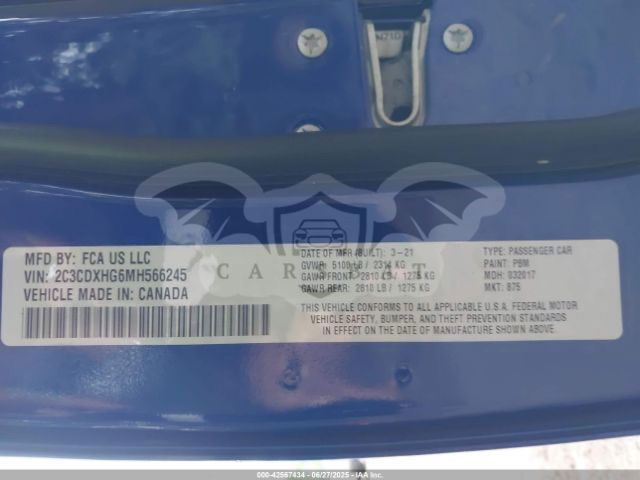 MFD BY: FCA US LLC
VIN: 2C3CDXHG6MH566245
VEHICLE MADE IN: CANADA
DATE OF MFR (BUILT): 3-21
GVWR: 5100 LB / 2314 KG
GAWR FRONT: 2810 LB / 1275 KG
GAWR REAR: 2810 LB / 1275 KG
TYPE: PASSENGER CAR
PAINT: PBM
MDH: 032017
MKT: 875
THIS VEHICLE CONFORMS TO ALL APPLICABLE U.S.A. FEDERAL MOTOR
VEHICLE SAFETY, BUMPER, AND THEFT PREVENTION STANDARDS
IN EFFECT ON THE DATE OF MANUFACTURE SHOWN ABOVE.
000-42567434 - 06/27/2025 - IAAI.COM